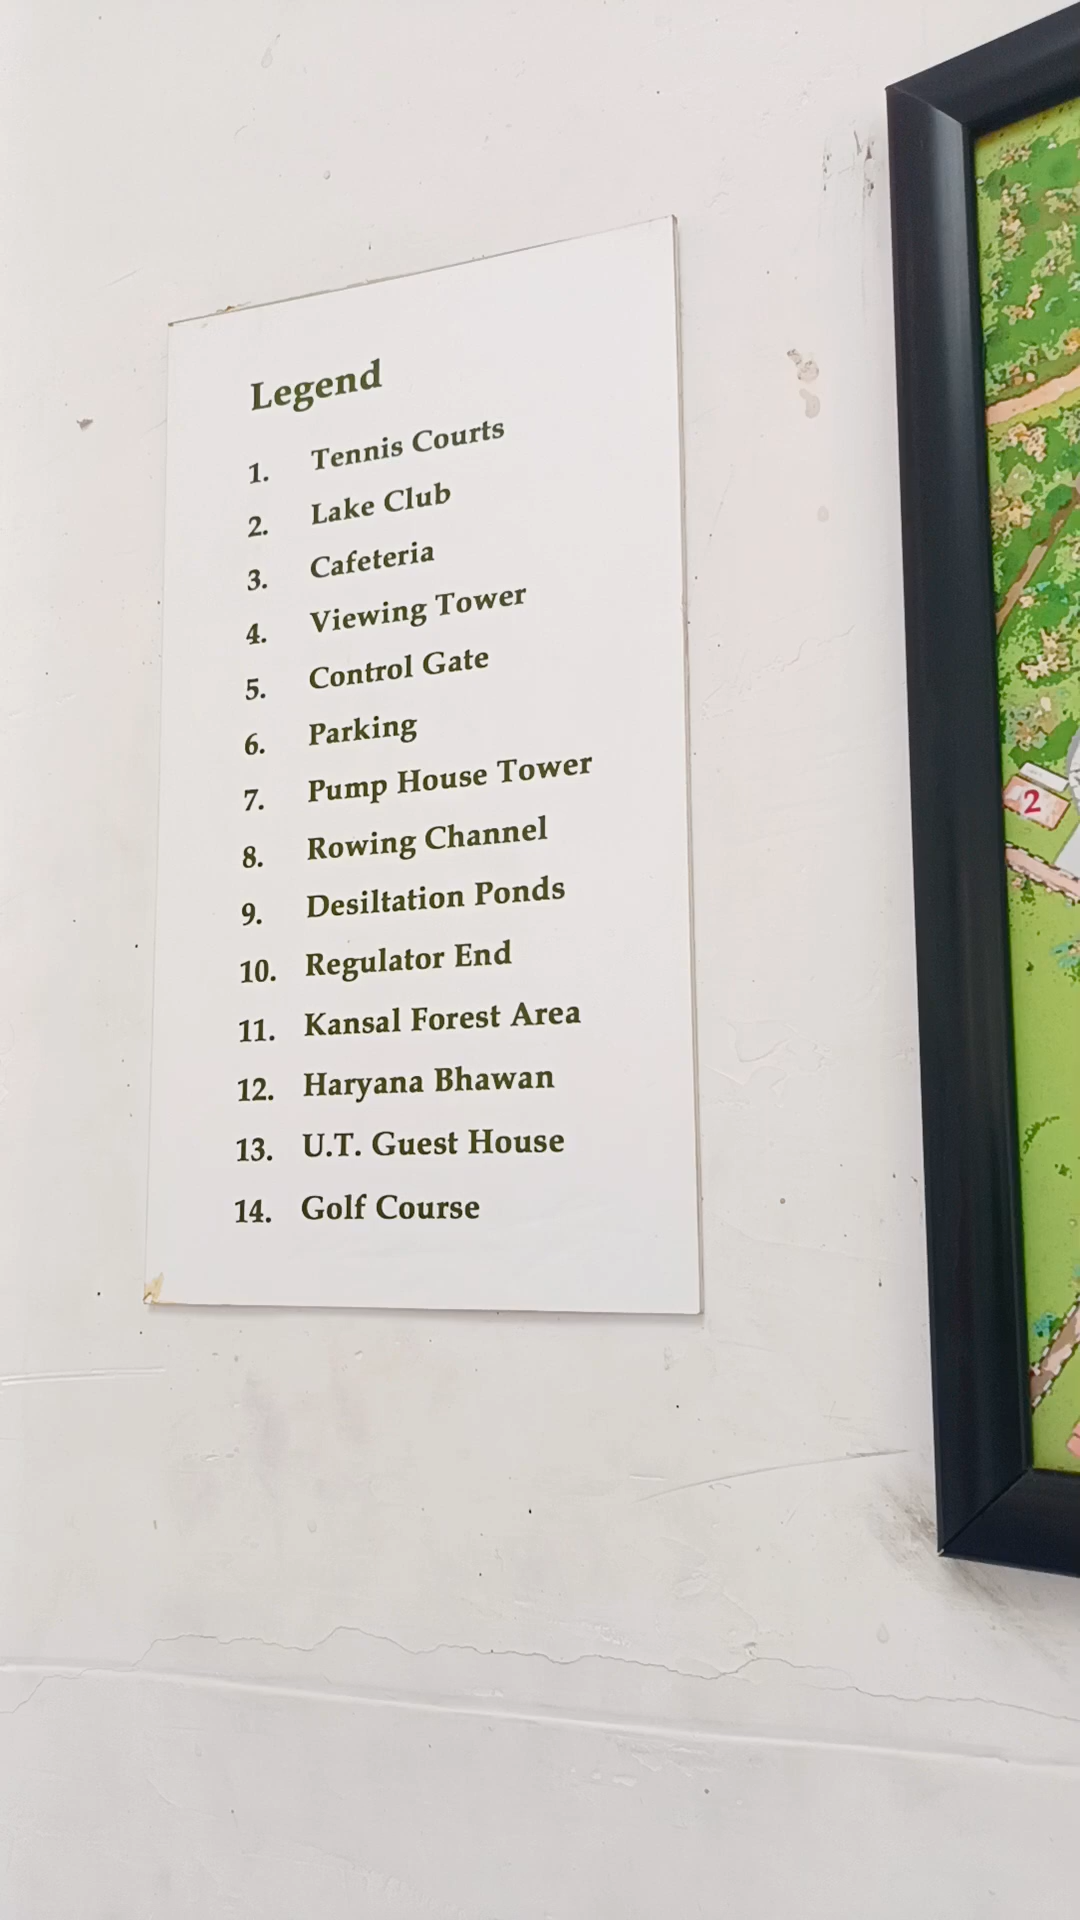 Legend
1. Tennis Courts
2. Lake Club
3. Cafeteria
4. Viewing Tower
5. Control Gate
6. Parking
7. Pump House Tower
8. Rowing Channel
9. Desiltation Ponds
10. Regulator End
11. Kansal Forest Area
12. Haryana Bhawan
13. U.T. Guest House
14. Golf Course
2